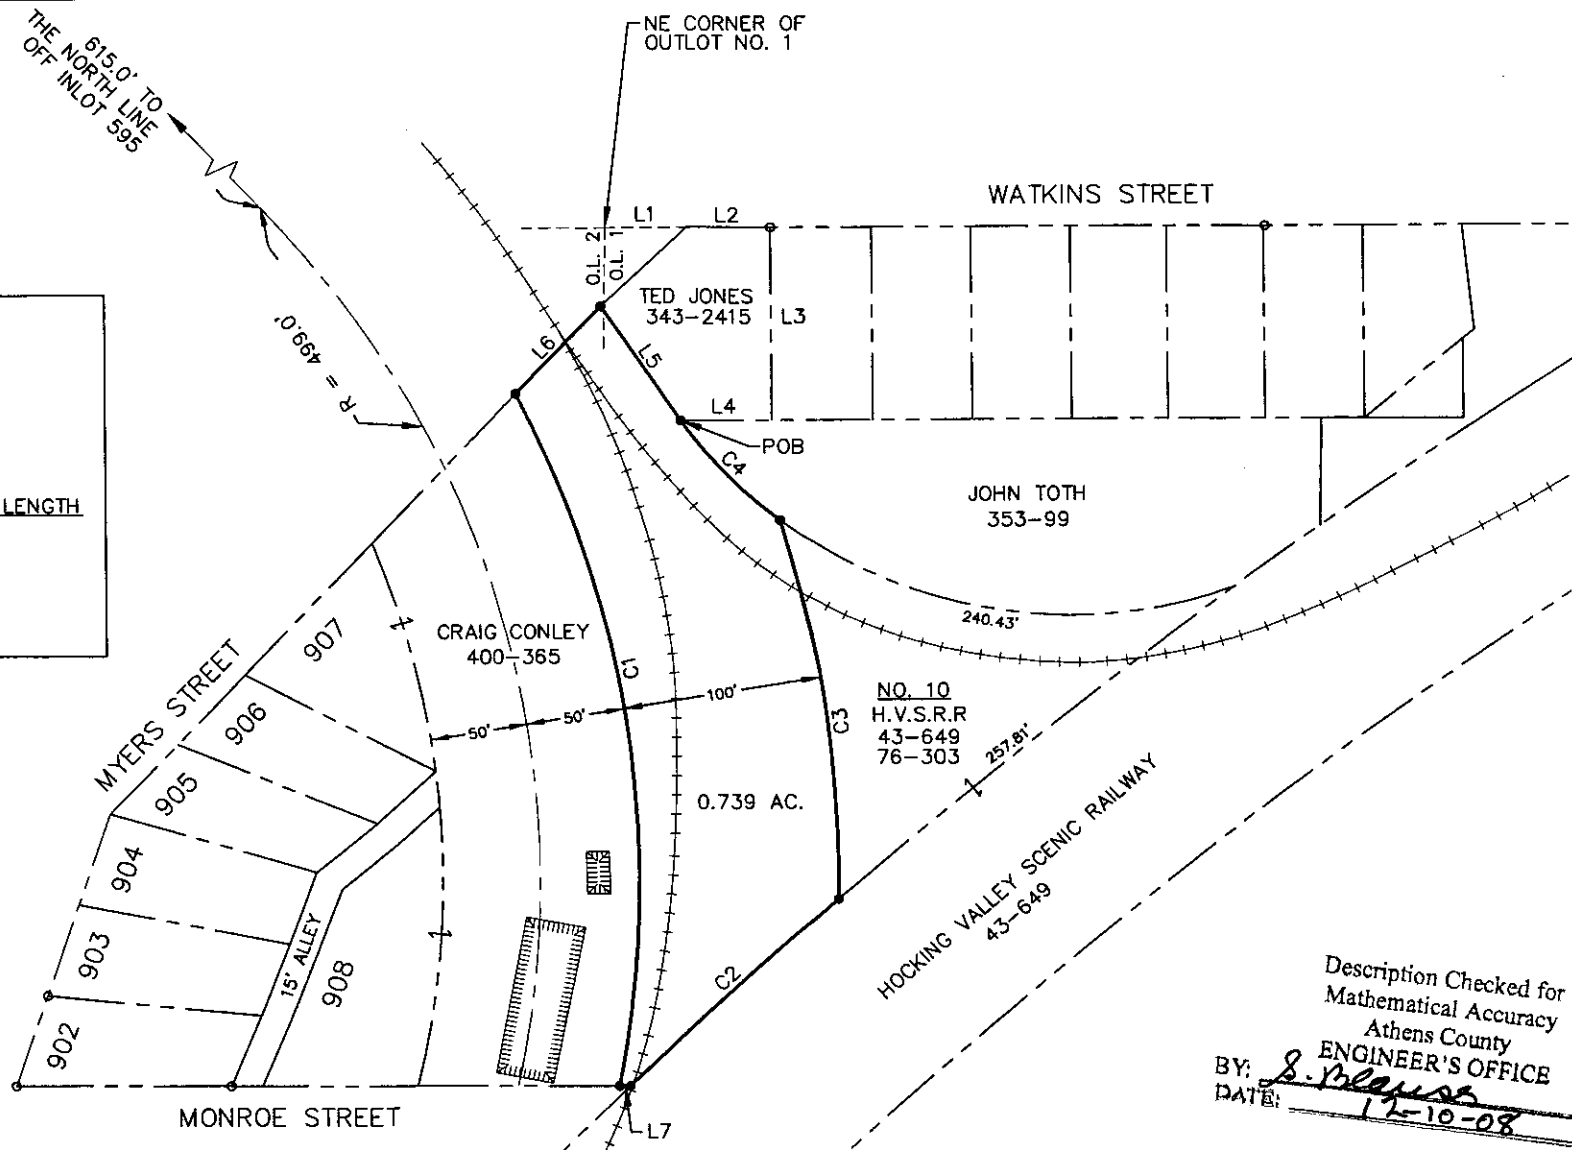 615.0' TO
THE NORTH LINE
OFF INLOT 595
NE CORNER OF
OUTLOT NO. 1
WATKINS STREET
L1
L2
O.L. 2
O.L. 1
TED JONES
343-2415
L3
R = 499.0'
L6
L5
L4
POB
C4
JOHN TOTH
353-99
LENGTH
907
CRAIG CONLEY
400-365
C1
240.43'
MYERS STREET
906
50'
50'
100'
C3
NO. 10
H.V.S.R.R
43-649
76-303
257.81'
905
0.739 AC.
904
HOCKING VALLEY SCENIC RAILWAY
43-649
903
15' ALLEY
908
C2
902
MONROE STREET
L7
Description Checked for
Mathematical Accuracy
Athens County
ENGINEER'S OFFICE
BY: S.
DATE: 12-10-08